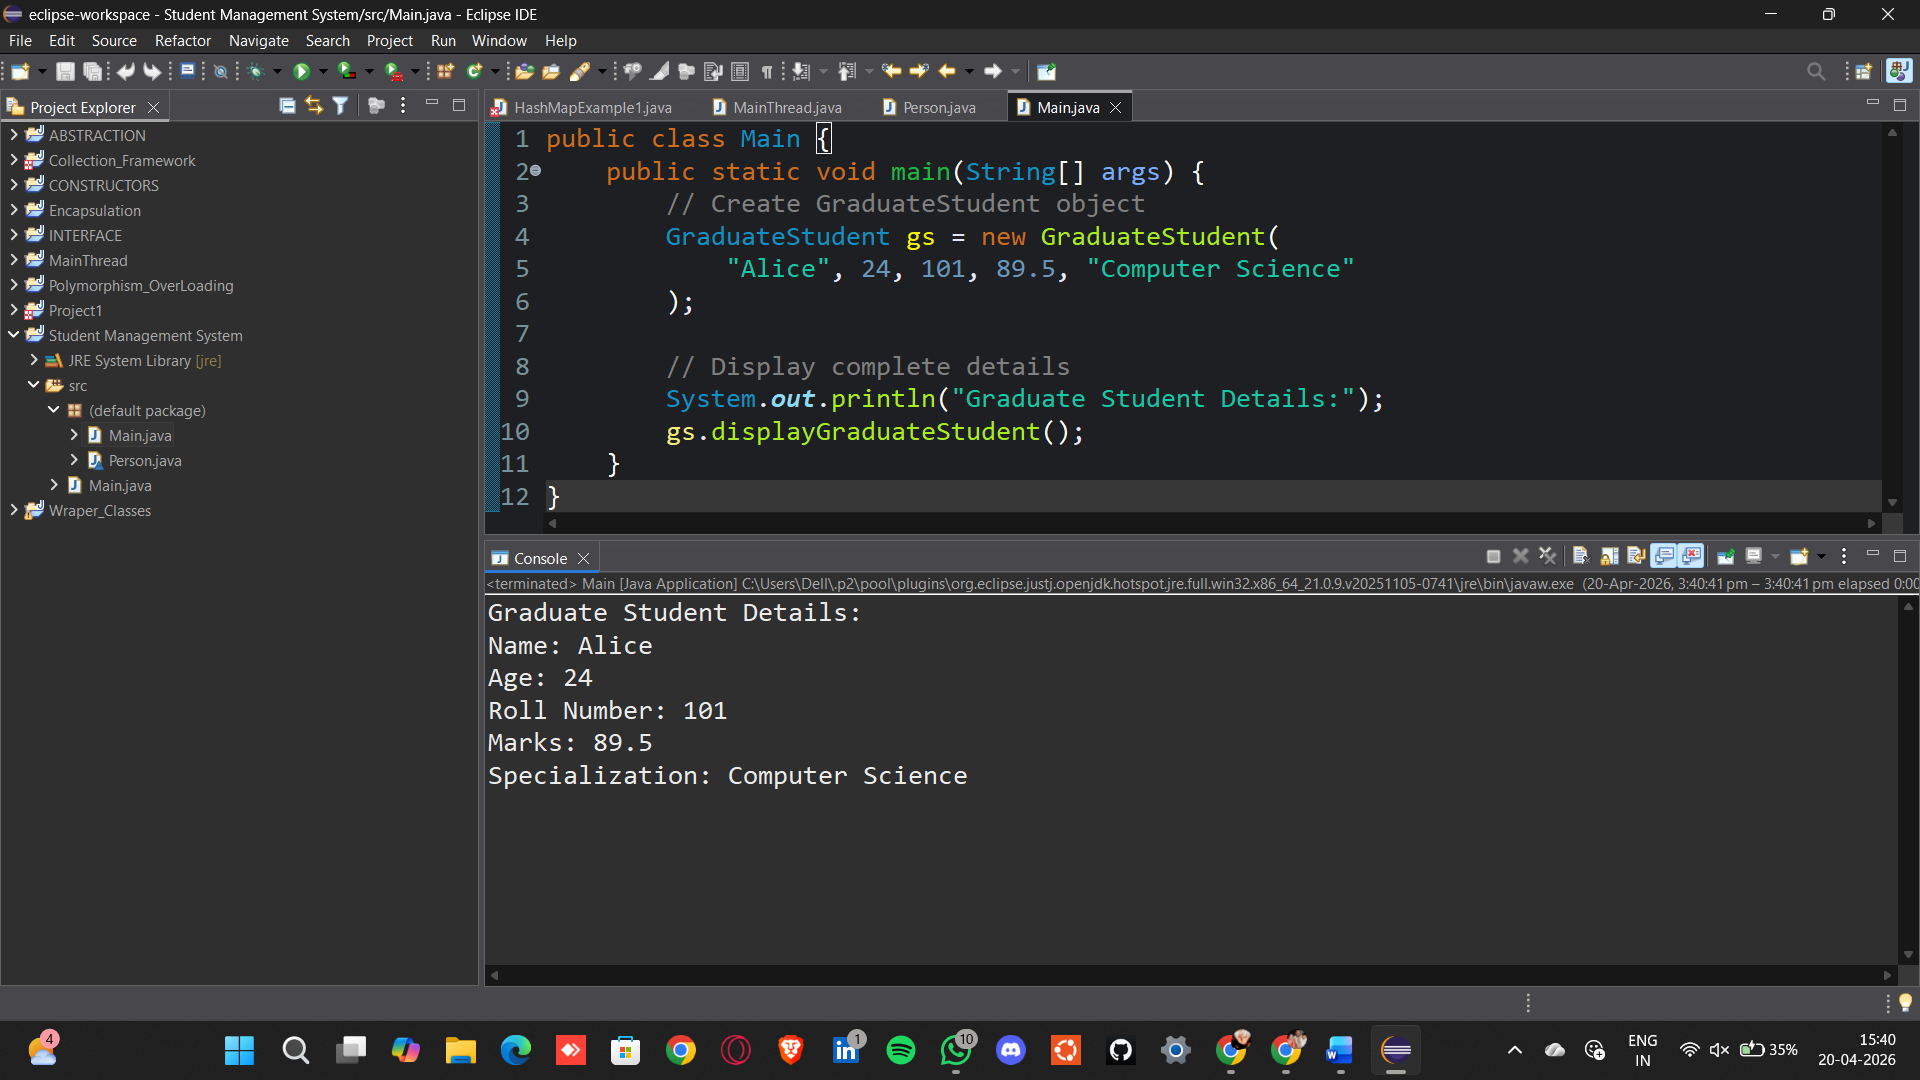 eclipse-workspace - Student Management System/src/Main.java - Eclipse IDE
File Edit Source Refactor Navigate Search Project Run Window Help
Project Explorer
ABSTRACTION
Collection_Framework
CONSTRUCTORS
Encapsulation
INTERFACE
MainThread
Polymorphism_OverLoading
Project1
Student Management System
JRE System Library [jre]
src
(default package)
Main.java
Person.java
Main.java
Wraper_Classes
HashMapExample1.java MainThread.java Person.java Main.java
1 public class Main {
2 public static void main(String[] args) {
3 // Create GraduateStudent object
4 GraduateStudent gs = new GraduateStudent(
5 "Alice", 24, 101, 89.5, "Computer Science"
6 );
7
8 // Display complete details
9 System.out.println("Graduate Student Details:");
10 gs.displayGraduateStudent();
11 }
12 }
Console
<terminated> Main [Java Application] C:\Users\Dell\.p2\pool\plugins\org.eclipse.justj.openjdk.hotspot.jre.full.win32.x86_64_21.0.9.v20251105-0741\jre\bin\javaw.exe (20-Apr-2026, 3:40:41 pm – 3:40:41 pm elapsed 0:00
Graduate Student Details:
Name: Alice
Age: 24
Roll Number: 101
Marks: 89.5
Specialization: Computer Science
4
1
10
ENG
IN
35%
15:40
20-04-2026